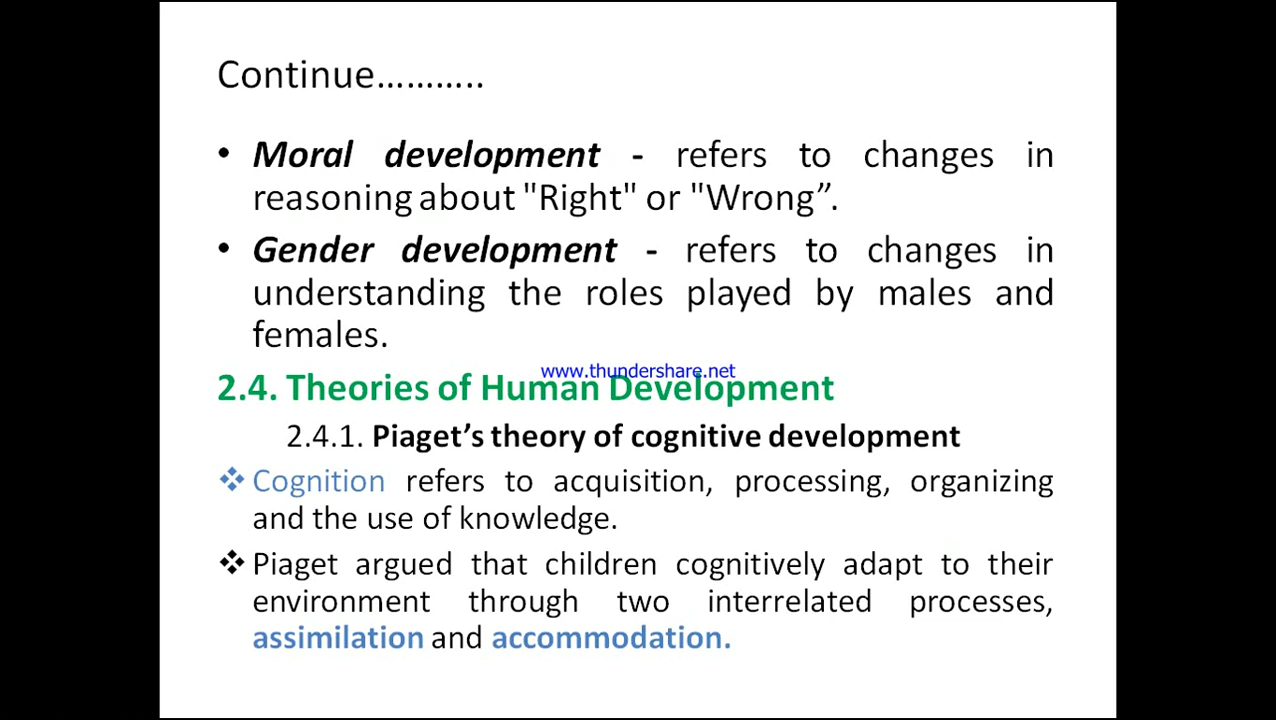 Continue………..
• Moral development - refers to changes in
reasoning about "Right" or "Wrong”.
• Gender development - refers to changes in
understanding the roles played by males and
females.
www.thundershare.net
2.4. Theories of Human Development
2.4.1. Piaget’s theory of cognitive development
❖ Cognition refers to acquisition, processing, organizing
and the use of knowledge.
❖ Piaget argued that children cognitively adapt to their
environment through two interrelated processes,
assimilation and accommodation.